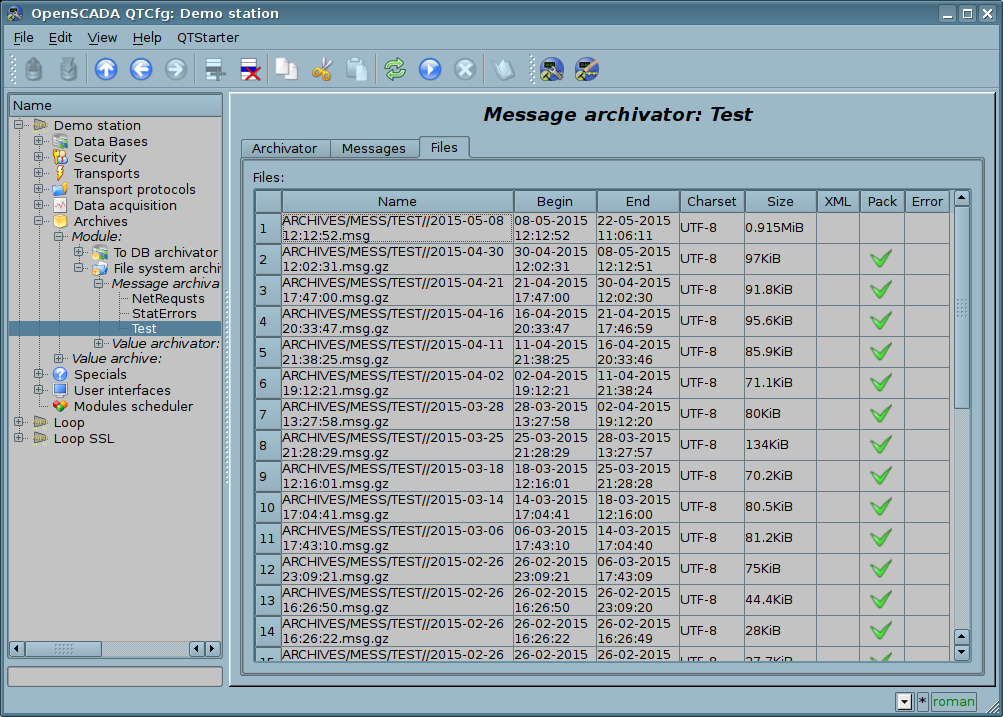 OpenSCADA QTCfg: Demo station
File Edit View Help QTStarter
Name
Demo station
Data Bases
Security
Transports
Transport protocols
Data acquisition
Archives
Module:
To DB archivator
File system archi
Message archiva
NetRequsts
StatErrors
Test
Value archivator:
Value archive:
Specials
User interfaces
Modules scheduler
Loop
Loop SSL
Message archivator: Test
Archivator Messages Files
Files:
Name Begin End Charset Size XML Pack Error
1 ARCHIVES/MESS/TEST//2015-05-08 08-05-2015 22-05-2015 UTF-8 0.915MiB
12:12:52.msg 12:12:52 11:06:11
2 ARCHIVES/MESS/TEST//2015-04-30 30-04-2015 08-05-2015 UTF-8 97KiB
12:02:31.msg.gz 12:02:31 12:12:51
3 ARCHIVES/MESS/TEST//2015-04-21 21-04-2015 30-04-2015 UTF-8 91.8KiB
17:47:00.msg.gz 17:47:00 12:02:30
4 ARCHIVES/MESS/TEST//2015-04-16 16-04-2015 21-04-2015 UTF-8 95.6KiB
20:33:47.msg.gz 20:33:47 17:46:59
5 ARCHIVES/MESS/TEST//2015-04-11 11-04-2015 16-04-2015 UTF-8 85.9KiB
21:38:25.msg.gz 21:38:25 20:33:46
6 ARCHIVES/MESS/TEST//2015-04-02 02-04-2015 11-04-2015 UTF-8 71.1KiB
19:12:21.msg.gz 19:12:21 21:38:24
7 ARCHIVES/MESS/TEST//2015-03-28 28-03-2015 02-04-2015 UTF-8 80KiB
13:27:58.msg.gz 13:27:58 19:12:20
8 ARCHIVES/MESS/TEST//2015-03-25 25-03-2015 28-03-2015 UTF-8 134KiB
21:28:29.msg.gz 21:28:29 13:27:57
9 ARCHIVES/MESS/TEST//2015-03-18 18-03-2015 25-03-2015 UTF-8 70.2KiB
12:16:01.msg.gz 12:16:01 21:28:28
10 ARCHIVES/MESS/TEST//2015-03-14 14-03-2015 18-03-2015 UTF-8 80.5KiB
17:04:41.msg.gz 17:04:41 12:16:00
11 ARCHIVES/MESS/TEST//2015-03-06 06-03-2015 14-03-2015 UTF-8 81.2KiB
17:43:10.msg.gz 17:43:10 17:04:40
12 ARCHIVES/MESS/TEST//2015-02-26 26-02-2015 06-03-2015 UTF-8 75KiB
23:09:21.msg.gz 23:09:21 17:43:09
13 ARCHIVES/MESS/TEST//2015-02-26 26-02-2015 26-02-2015 UTF-8 44.4KiB
16:26:50.msg.gz 16:26:50 23:09:20
14 ARCHIVES/MESS/TEST//2015-02-26 26-02-2015 26-02-2015 UTF-8 28KiB
16:26:22.msg.gz 16:26:22 16:26:49
ARCHIVES/MESS/TEST//2015-02-26 26-02-2015 26-02-2015
* roman